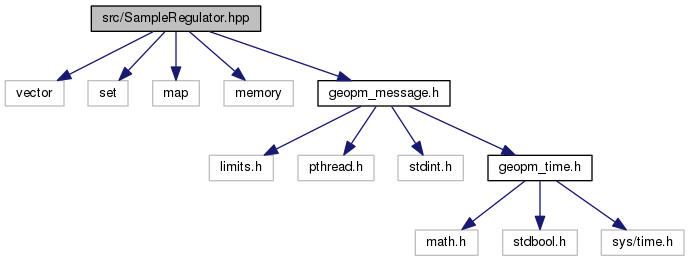 src/SampleRegulator.hpp
vector
set
map
memory
geopm_message.h
limits.h
pthread.h
stdint.h
geopm_time.h
math.h
stdbool.h
sys/time.h